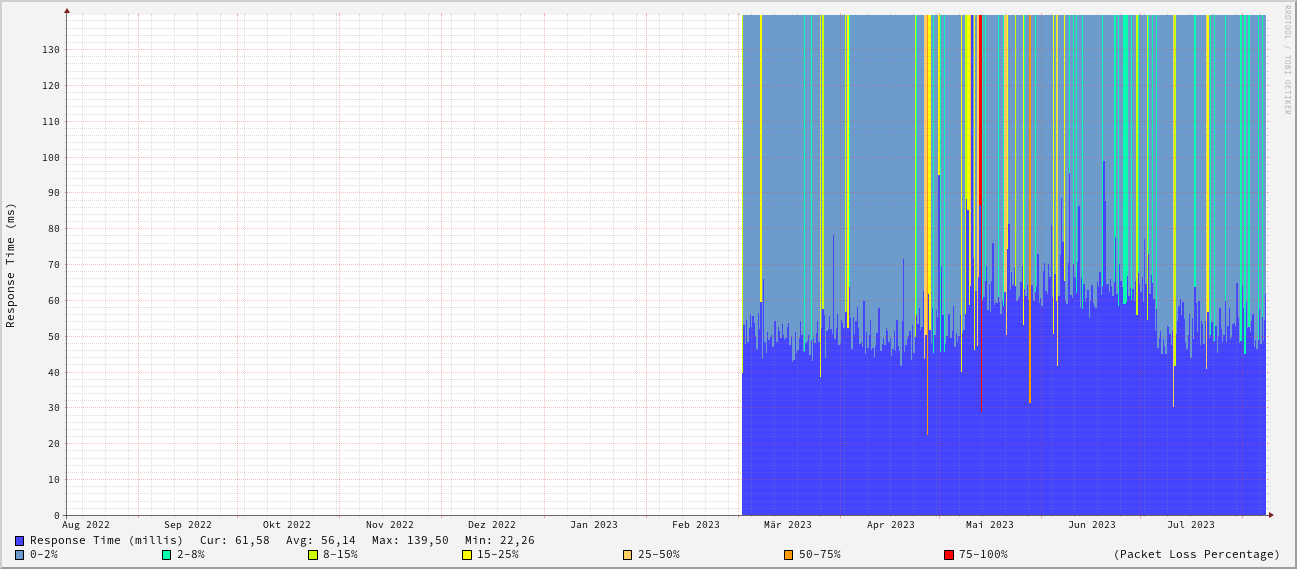 RRDTOOL / TOBI OETIKER
Response Time (ms)
130
120
110
100
90
80
70
60
50
40
30
20
10
0
Aug 2022 Sep 2022 Okt 2022 Nov 2022 Dez 2022 Jan 2023 Feb 2023 Mär 2023 Apr 2023 Mai 2023 Jun 2023 Jul 2023
Response Time (millis) Cur: 61,58 Avg: 56,14 Max: 139,50 Min: 22,26
0-2% 2-8% 8-15% 15-25% 25-50% 50-75% 75-100% (Packet Loss Percentage)